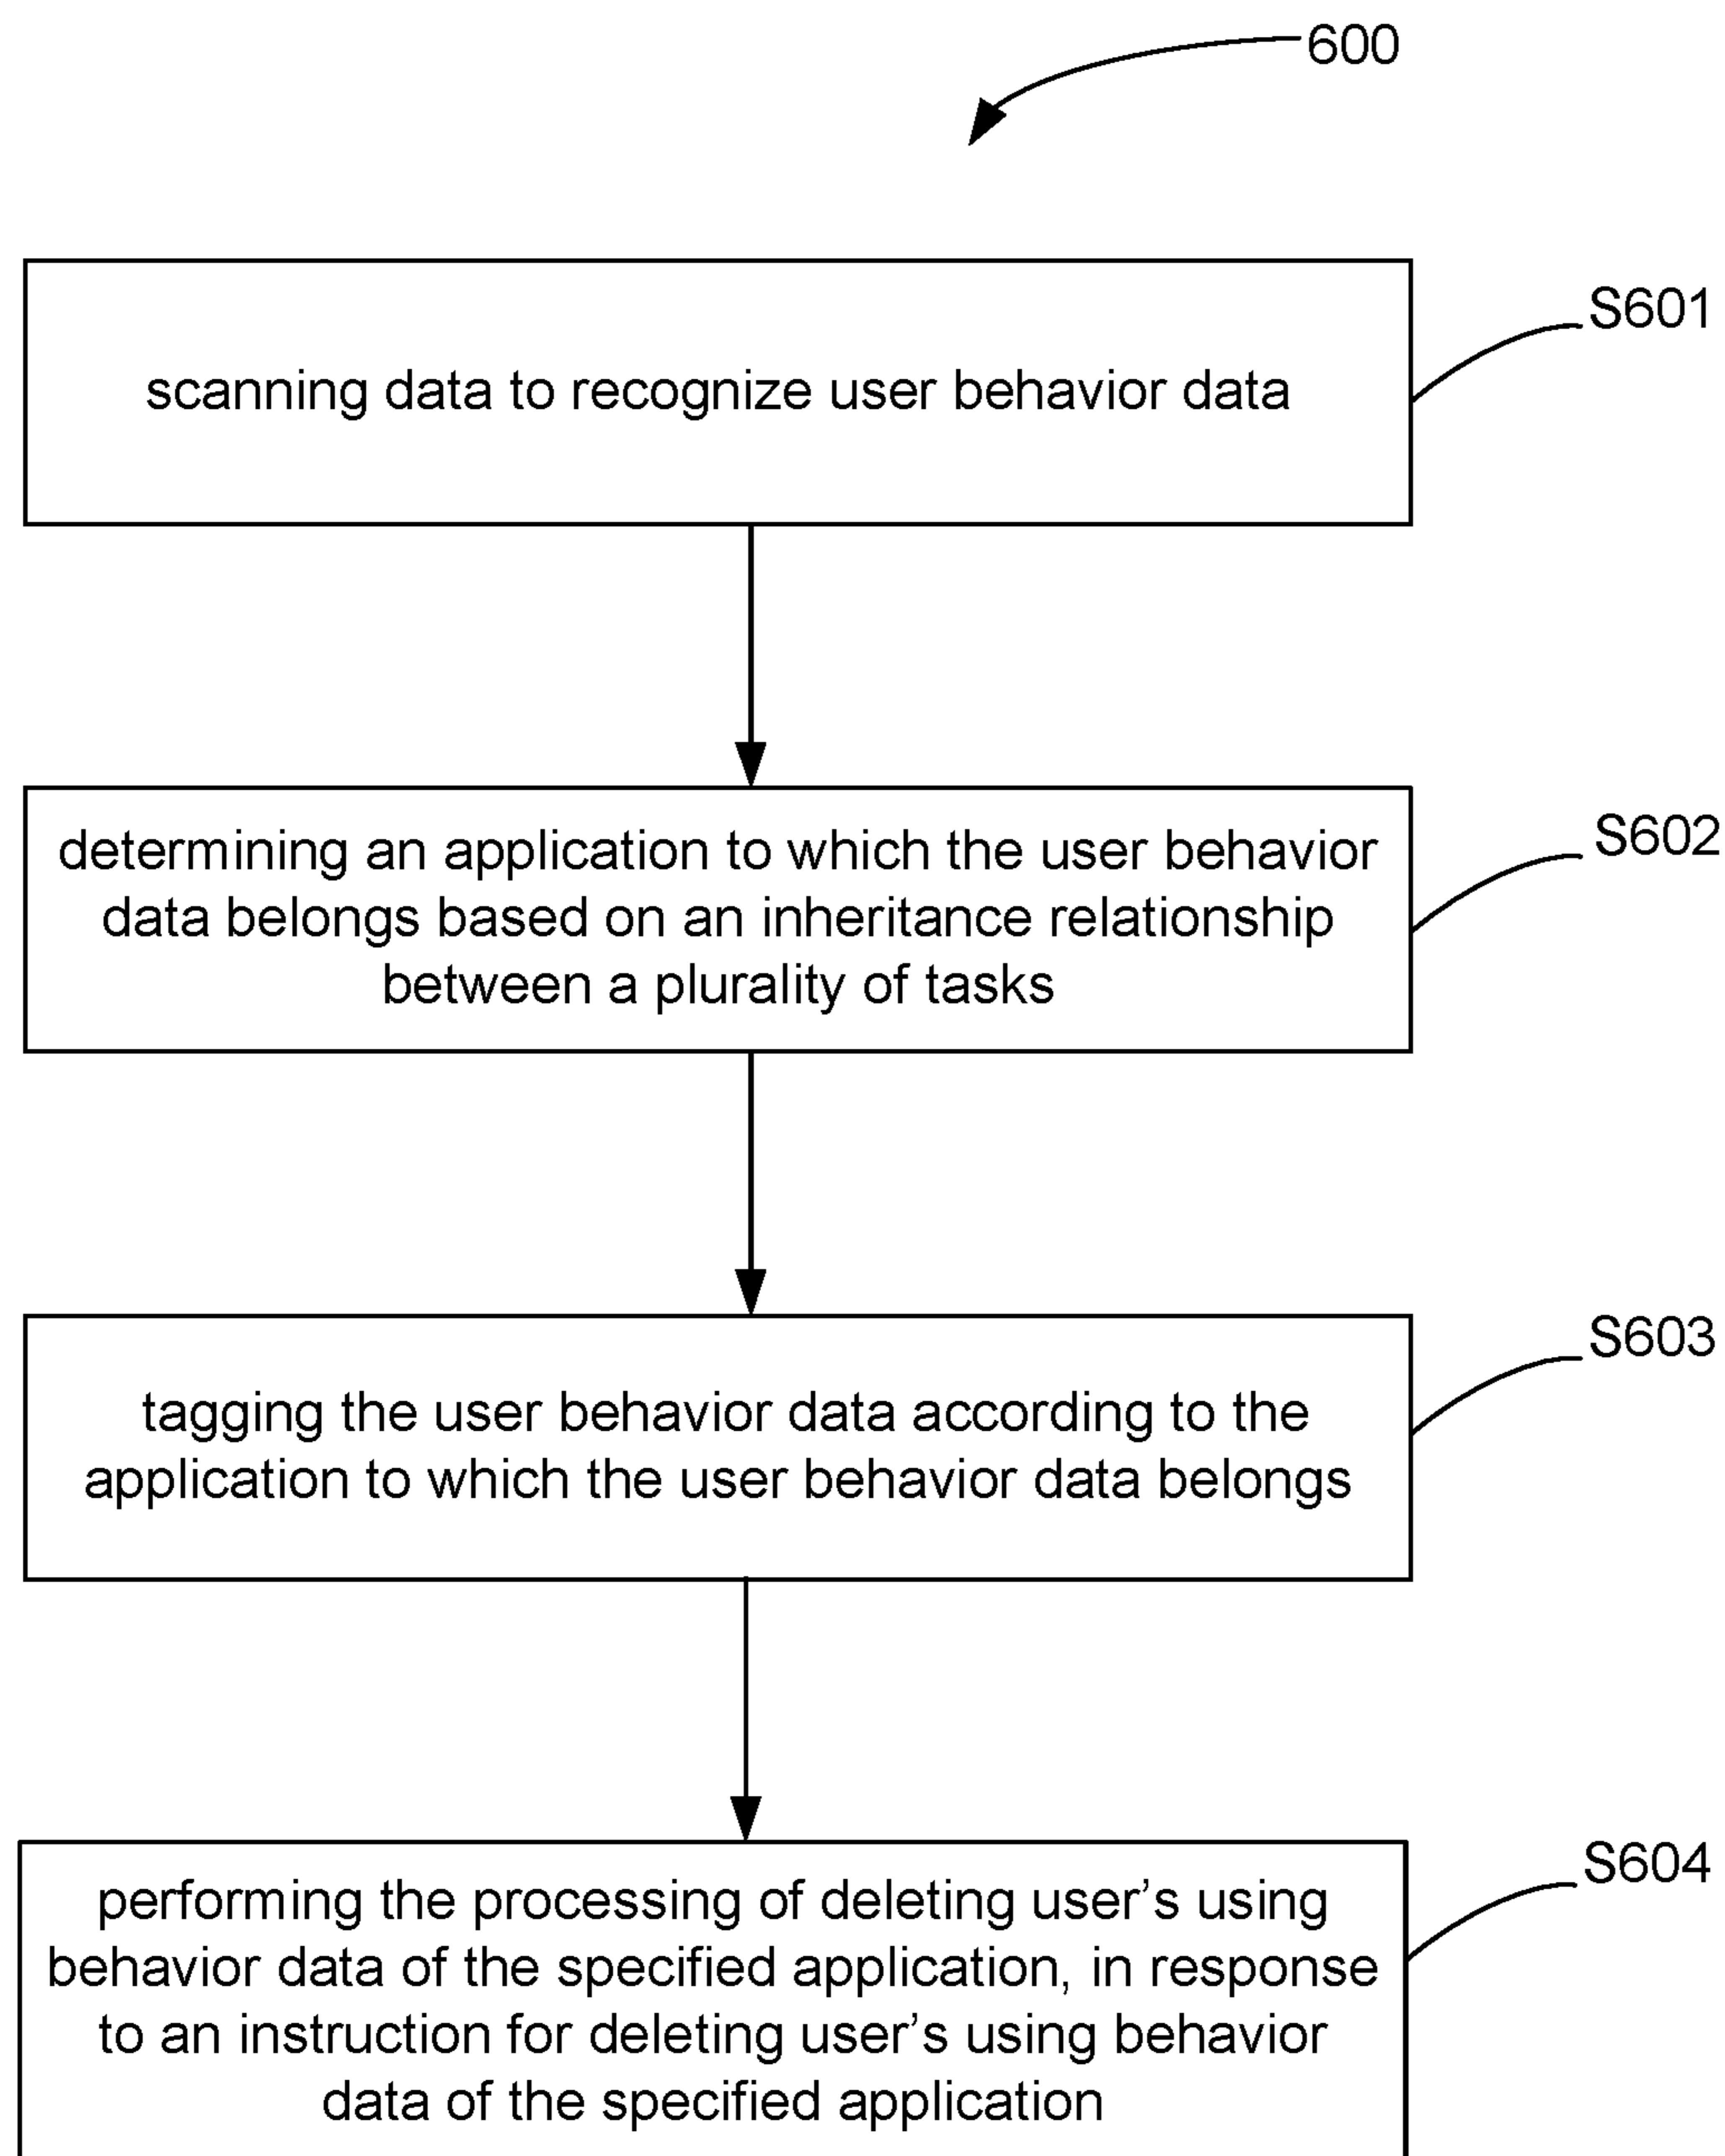 600
S601
scanning data to recognize user behavior data
S602
determining an application to which the user behavior
data belongs based on an inheritance relationship
between a plurality of tasks
S603
tagging the user behavior data according to the
application to which the user behavior data belongs
S604
performing the processing of deleting user’s using
behavior data of the specified application, in response
to an instruction for deleting user’s using behavior
data of the specified application